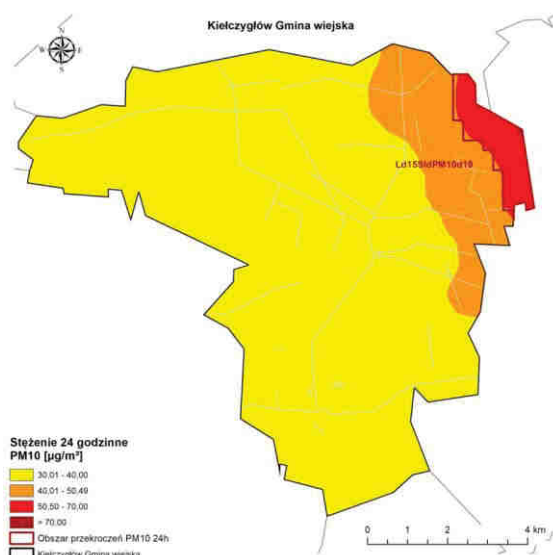 Kiełczygłów Gmina wiejska
N
W E
S
Ld15SldPM10d18
Stężenie 24 godzinne
PM10 [µg/m³]
30,01 - 40,00
40,01 - 50,49
50,50 - 70,00
> 70,00
Obszar przekroczeń PM10 24h
Kiełczygłów Gmina wiejska
0 1 2 4 km